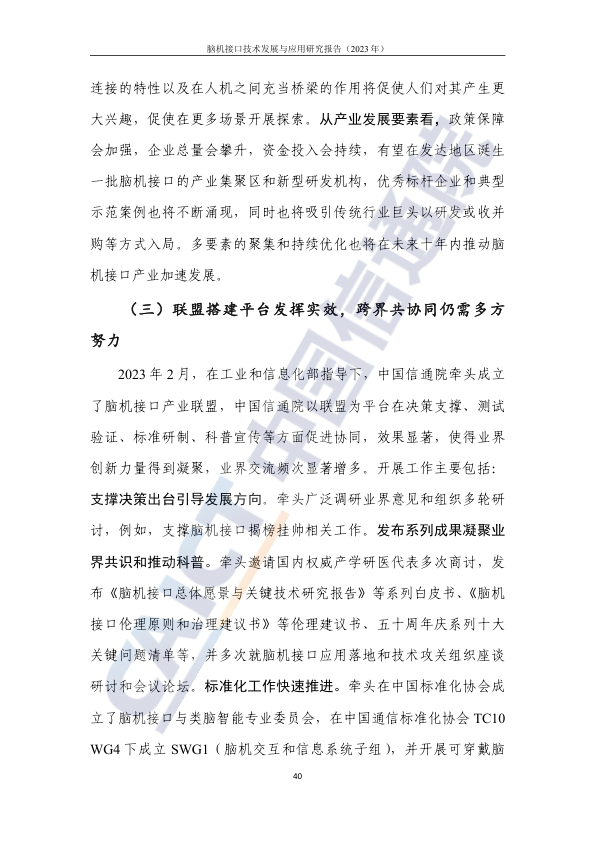 脑机接口技术发展与应用研究报告（2023 年）
连接的特性以及在人机之间充当桥梁的作用将促使人们对其产生更
大兴趣，促使在更多场景开展探索。从产业发展要素看，政策保障
会加强，企业总量会攀升，资金投入会持续，有望在发达地区诞生
一批脑机接口的产业集聚区和新型研发机构，优秀标杆企业和典型
示范案例也将不断涌现，同时也将吸引传统行业巨头以研发或收并
购等方式入局。多要素的聚集和持续优化也将在未来十年内推动脑
机接口产业加速发展。
（三）联盟搭建平台发挥实效，跨界共协同仍需多方
努力
2023 年 2 月，在工业和信息化部指导下，中国信通院牵头成立
了脑机接口产业联盟，中国信通院以联盟为平台在决策支撑、测试
验证、标准研制、科普宣传等方面促进协同，效果显著，使得业界
创新力量得到凝聚，业界交流频次显著增多。开展工作主要包括：
支撑决策出台引导发展方向。牵头广泛调研业界意见和组织多轮研
讨，例如，支撑脑机接口揭榜挂帅相关工作。发布系列成果凝聚业
界共识和推动科普。牵头邀请国内权威产学研医代表多次商讨，发
布《脑机接口总体愿景与关键技术研究报告》等系列白皮书、《脑机
接口伦理原则和治理建议书》等伦理建议书、五十周年庆系列十大
关键问题清单等，并多次就脑机接口应用落地和技术攻关组织座谈
研讨和会议论坛。标准化工作快速推进。牵头在中国标准化协会成
立了脑机接口与类脑智能专业委员会，在中国通信标准化协会 TC10
WG4 下成立 SWG1（脑机交互和信息系统子组），并开展可穿戴脑
40
CAICT 中国信通院